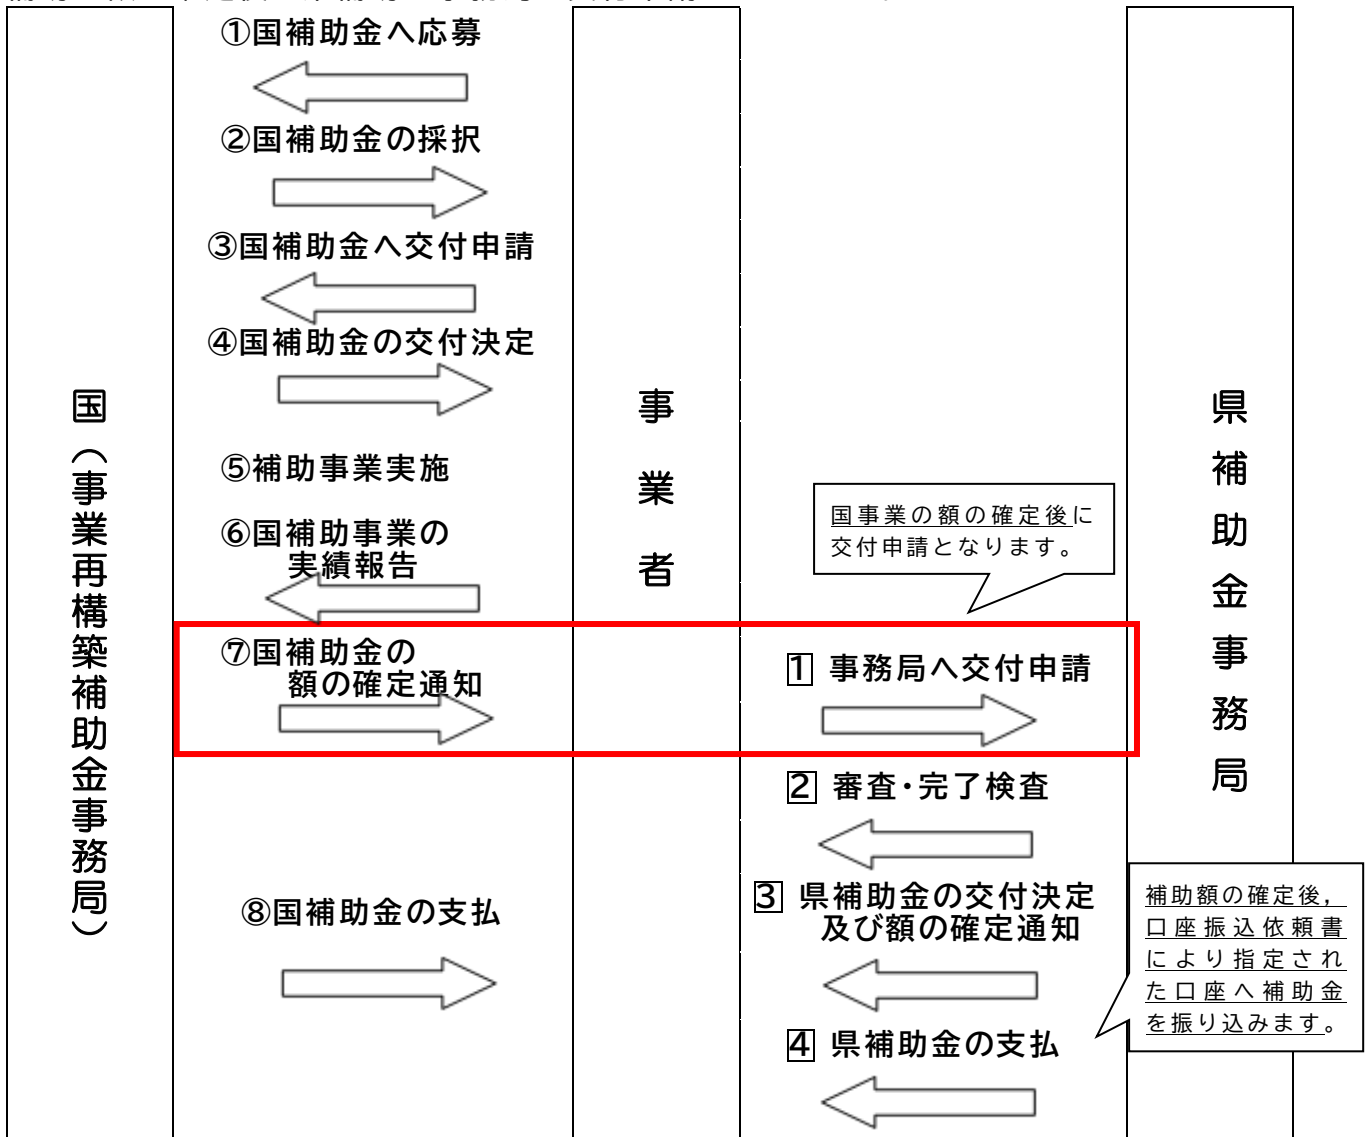 ①国補助金へ応募
②国補助金の採択
③国補助金へ交付申請
④国補助金の交付決定
⑤補助事業実施
⑥国補助事業の
実績報告
⑦国補助金の
額の確定通知
⑧国補助金の支払
国（事業再構築補助金事務局）
事業者
県補助金事務局
国事業の額の確定後に
交付申請となります。
1 事務局へ交付申請
2 審査・完了検査
3 県補助金の交付決定
及び額の確定通知
4 県補助金の支払
補助額の確定後，
口座振込依頼書
により指定され
た口座へ補助金
を振り込みます。